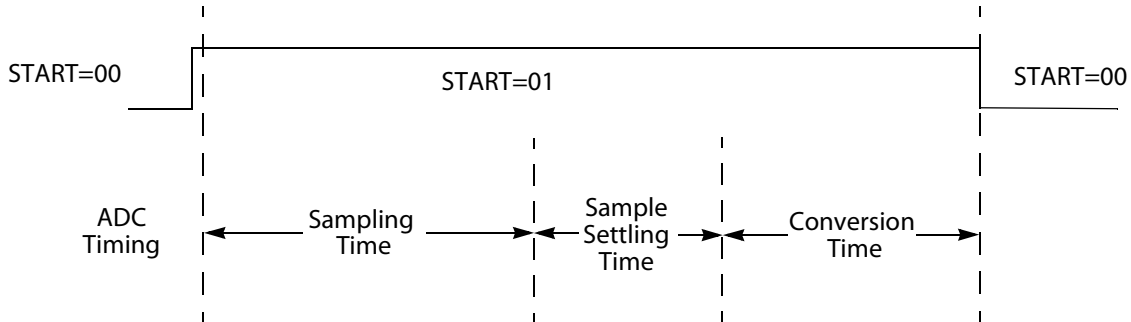 START=00
START=01
START=00
ADC
Timing
Sampling
Time
Sample
Settling
Time
Conversion
Time